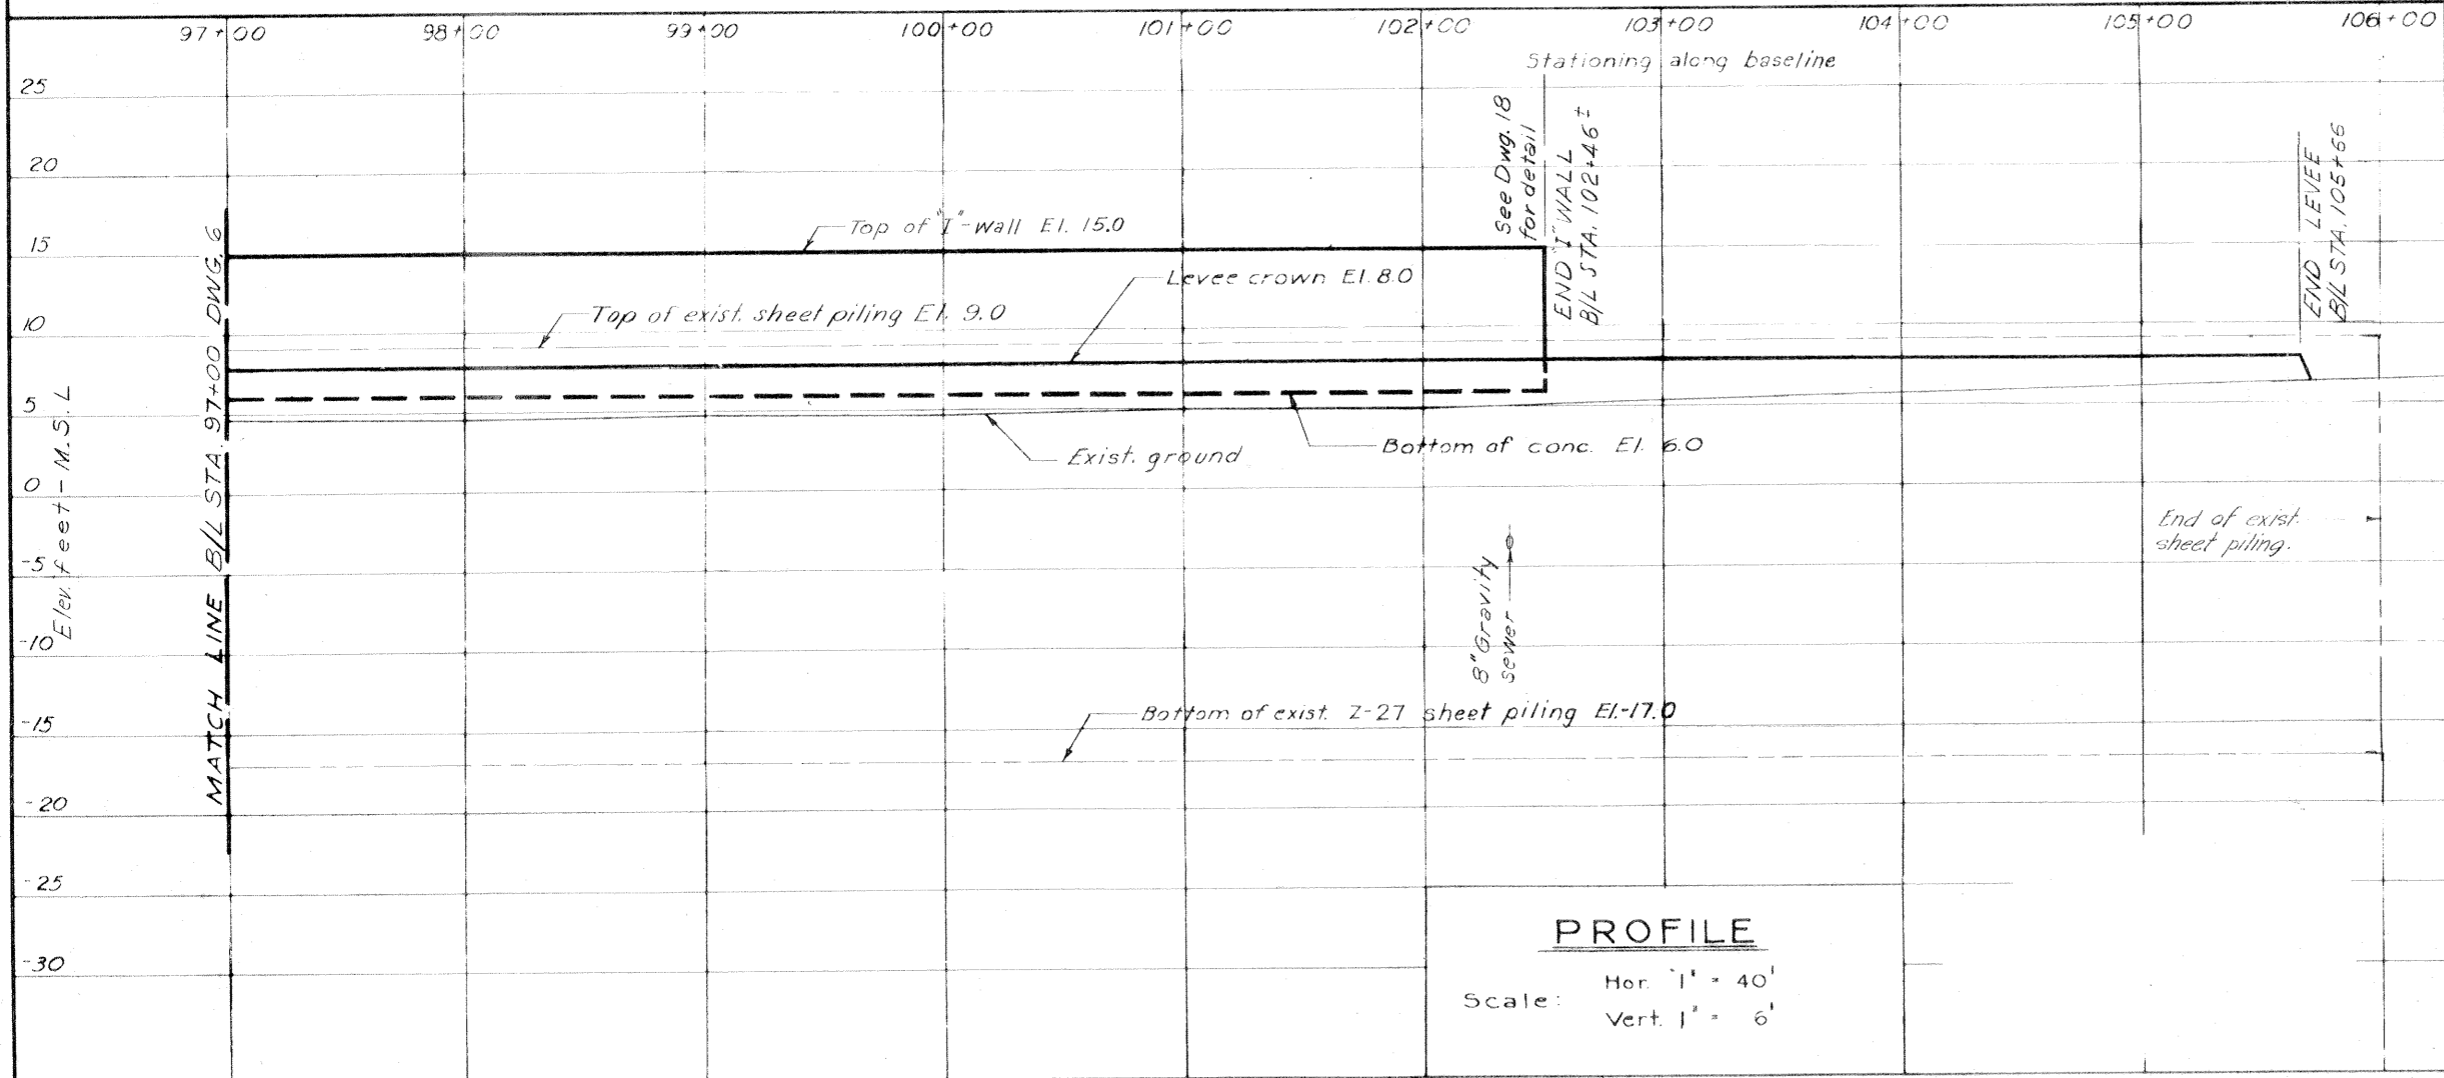 97+00 98+00 99+00 100+00 101+00 102+00 103+00 104+00 105+00 106+00
Stationing along baseline
25
20
15
10
5
0
-5
-10
-15
-20
-25
-30
Elev. feet - M.S.L
MATCH LINE B/L STA. 97+00 DWG. 6
Top of "I"-wall El. 15.0
Levee crown El. 8.0
Top of exist. sheet piling El. 9.0
See Dwg. 18
for detail
END "I" WALL
B/L STA. 102+46±
END LEVEE
B/L STA. 105+66
Exist. ground
Bottom of conc. El. 6.0
8" Gravity
sewer
End of exist.
sheet piling.
Bottom of exist. Z-27 sheet piling El.-17.0
PROFILE
Scale:
Hor. 1" = 40'
Vert. 1" = 6'